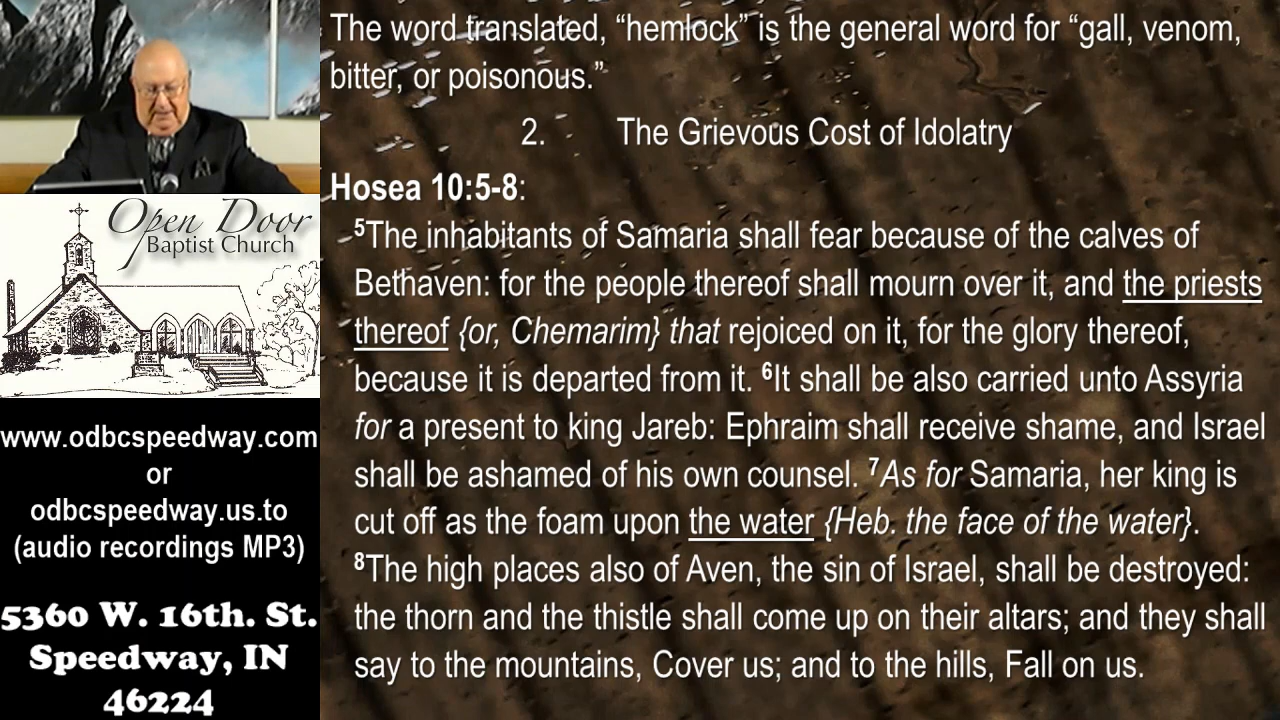 The word translated, “hemlock” is the general word for “gall, venom,
bitter, or poisonous.”
2. The Grievous Cost of Idolatry
Hosea 10:5-8:
5The inhabitants of Samaria shall fear because of the calves of
Bethaven: for the people thereof shall mourn over it, and the priests
thereof {or, Chemarim} that rejoiced on it, for the glory thereof,
because it is departed from it. 6It shall be also carried unto Assyria
for a present to king Jareb: Ephraim shall receive shame, and Israel
shall be ashamed of his own counsel. 7As for Samaria, her king is
cut off as the foam upon the water {Heb. the face of the water}.
8The high places also of Aven, the sin of Israel, shall be destroyed:
the thorn and the thistle shall come up on their altars; and they shall
say to the mountains, Cover us; and to the hills, Fall on us.
Open Door
Baptist Church
www.odbcspeedway.com
or
odbcspeedway.us.to
(audio recordings MP3)
5360 W. 16th. St.
Speedway, IN
46224